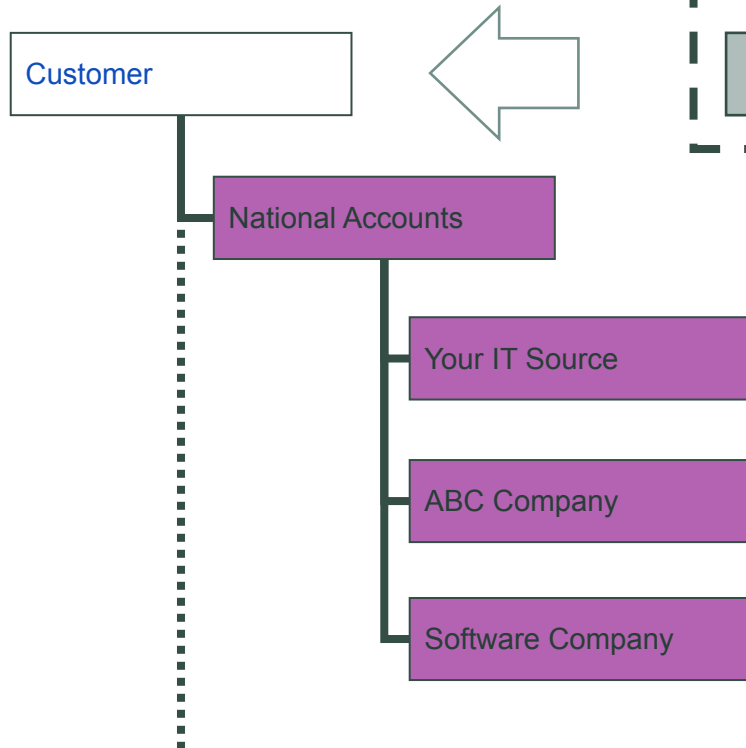 Customer
National Accounts
Your IT Source
ABC Company
Software Company